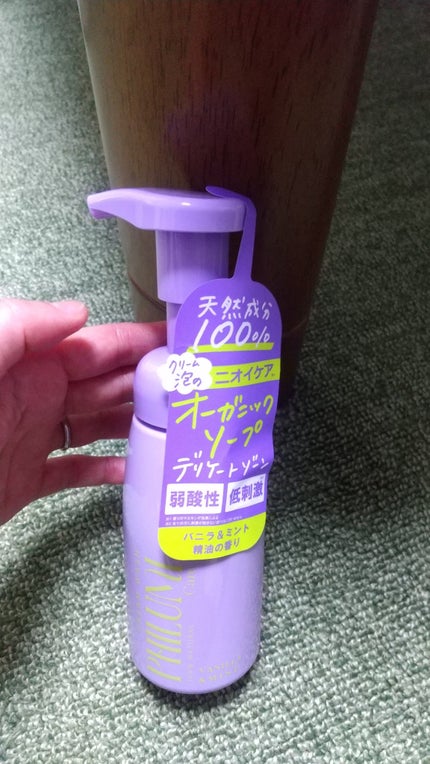 天然成分
100%
クリーム
泡の
ニオイケア
オーガニック
ソープ
デリケートゾーン
弱酸性 低刺激
バニラ&ミント
精油の香り
PHILUMI
VANILLA